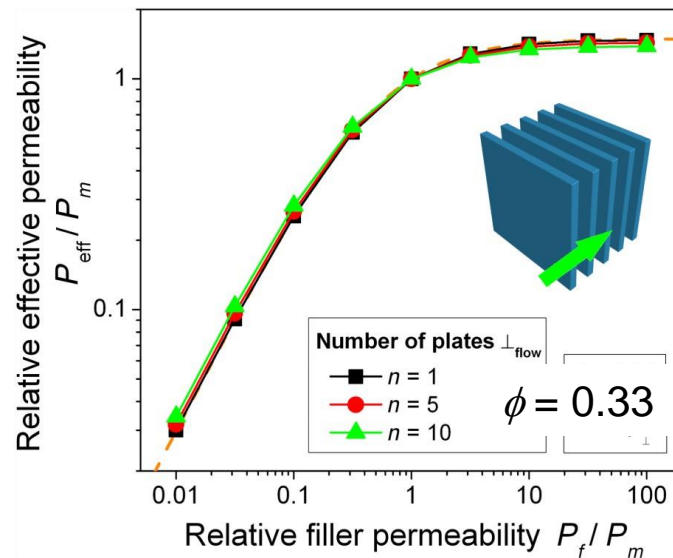 Relative effective permeability
P_eff / P_m
1
0.1
Number of plates ⊥flow
n = 1
n = 5
n = 10
ϕ = 0.33
⊥
0.01 0.1 1 10 100
Relative filler permeability P_f / P_m